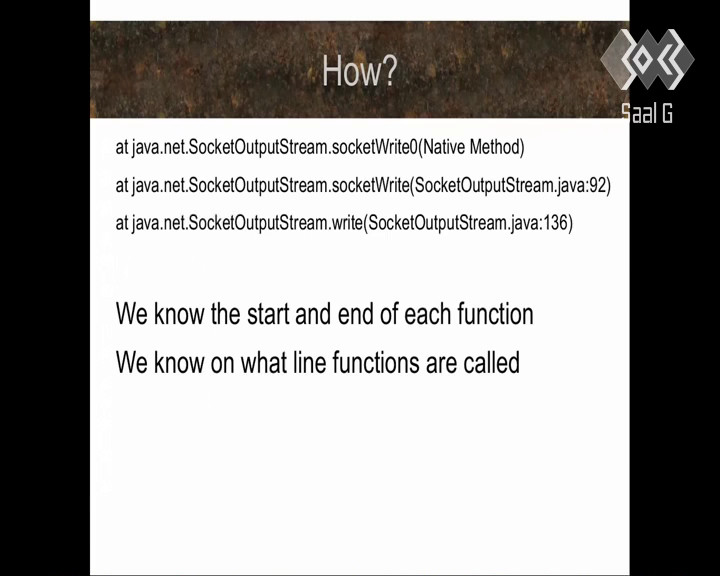 How?
Saal G
at java.net.SocketOutputStream.socketWrite0(Native Method)
at java.net.SocketOutputStream.socketWrite(SocketOutputStream.java:92)
at java.net.SocketOutputStream.write(SocketOutputStream.java:136)
We know the start and end of each function
We know on what line functions are called